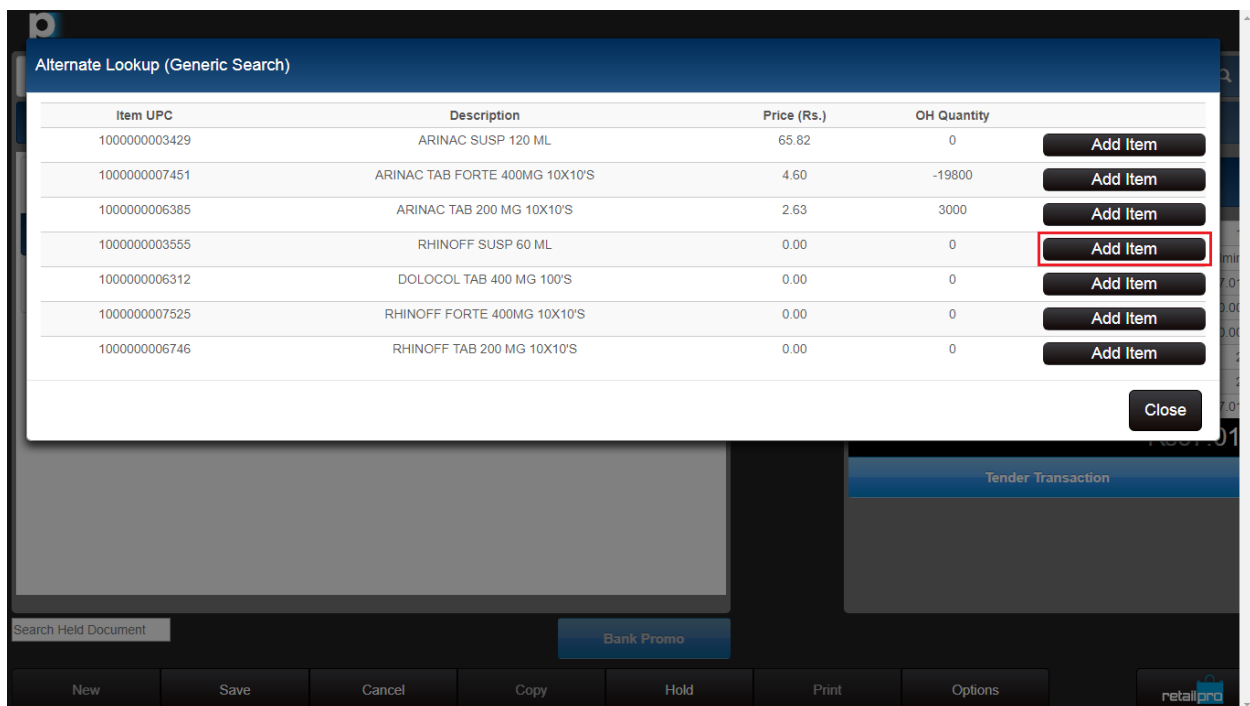 p
Alternate Lookup (Generic Search)
Item UPC Description Price (Rs.) OH Quantity
1000000003429 ARINAC SUSP 120 ML 65.82 0 Add Item
1000000007451 ARINAC TAB FORTE 400MG 10X10'S 4.60 -19800 Add Item
1000000006385 ARINAC TAB 200 MG 10X10'S 2.63 3000 Add Item
1000000003555 RHINOFF SUSP 60 ML 0.00 0 Add Item
1000000006312 DOLOCOL TAB 400 MG 100'S 0.00 0 Add Item
1000000007525 RHINOFF FORTE 400MG 10X10'S 0.00 0 Add Item
1000000006746 RHINOFF TAB 200 MG 10X10'S 0.00 0 Add Item
Close
Tender Transaction
Search Held Document
Bank Promo
New Save Cancel Copy Hold Print Options retailpro